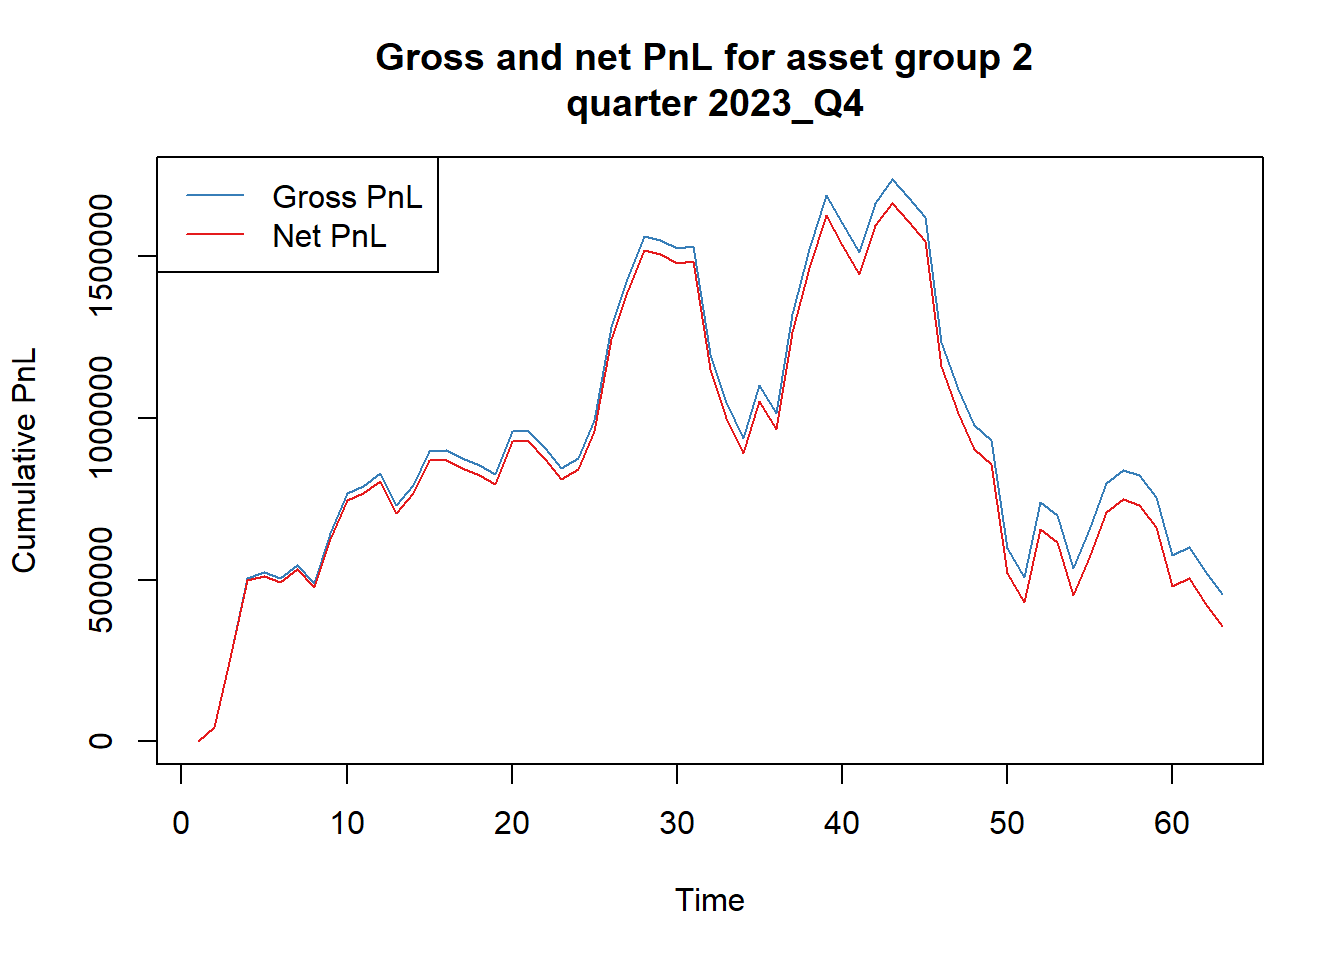 Gross and net PnL for asset group 2
quarter 2023_Q4
Gross PnL
Net PnL
Cumulative PnL
1500000
1000000
500000
0
0 10 20 30 40 50 60
Time